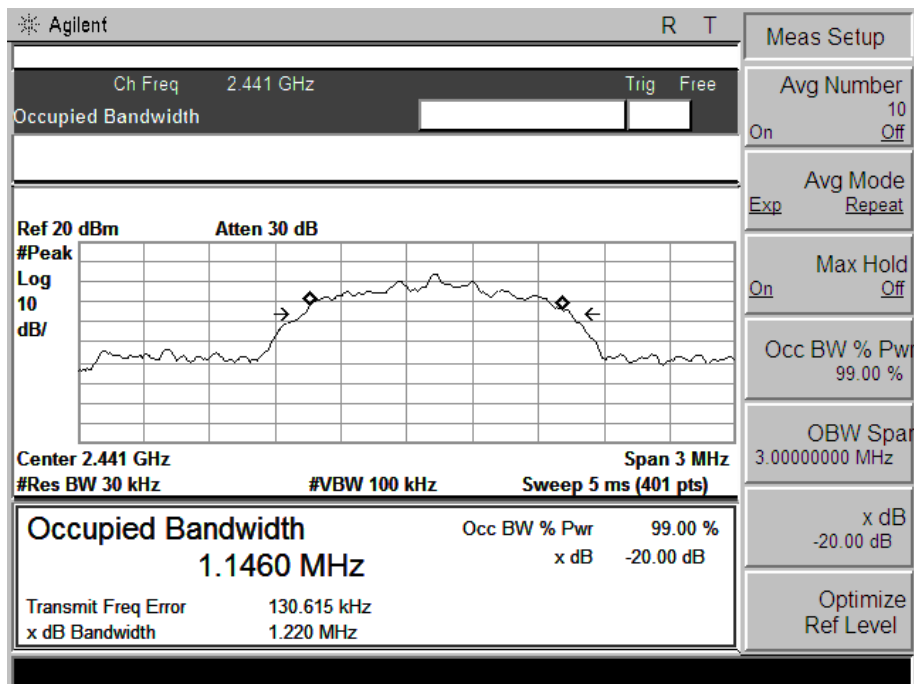 Agilent R T
Ch Freq 2.441 GHz Trig Free
Occupied Bandwidth
Ref 20 dBm Atten 30 dB
#Peak
Log
10
dB/
Center 2.441 GHz Span 3 MHz
#Res BW 30 kHz #VBW 100 kHz Sweep 5 ms (401 pts)
Occupied Bandwidth
1.1460 MHz
Occ BW % Pwr 99.00 %
x dB -20.00 dB
Transmit Freq Error 130.615 kHz
x dB Bandwidth 1.220 MHz
Meas Setup
Avg Number
10
On Off
Avg Mode
Exp Repeat
Max Hold
On Off
Occ BW % Pwr
99.00 %
OBW Span
3.00000000 MHz
x dB
-20.00 dB
Optimize
Ref Level